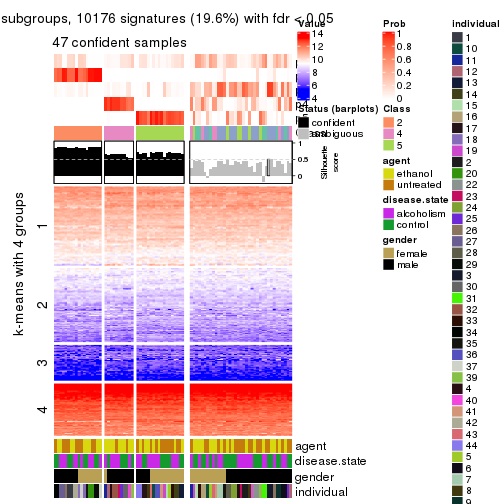 subgroups, 10176 signatures (19.6%) with fdr < 0.05
47 confident samples
k-means with 4 groups
1
2
3
4
p4
1
0.5
0
Silhouette
score
agent
disease.state
gender
individual
Value
14
12
10
8
6
4
Status (barplots)
confident
ambiguous
Prob
1
0.8
0.6
0.4
0.2
0
Class
2
4
5
agent
ethanol
untreated
disease.state
alcoholism
control
gender
female
male
individual
1
10
11
12
13
14
15
16
17
18
19
2
20
22
23
24
25
26
27
28
29
3
30
31
32
33
34
35
36
37
39
4
40
41
42
43
44
5
6
7
8
9